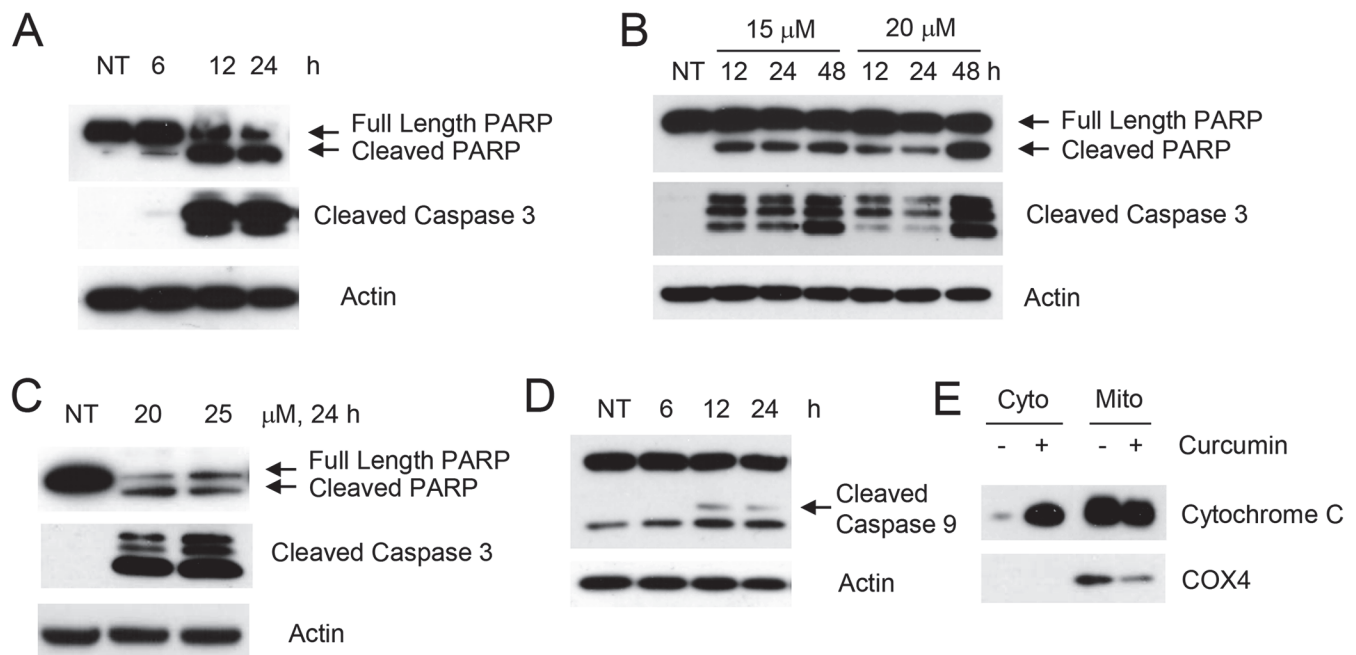 A
NT 6 12 24 h
Full Length PARP
Cleaved PARP
Cleaved Caspase 3
Actin
B
15 μM 20 μM
NT 12 24 48 12 24 48 h
Full Length PARP
Cleaved PARP
Cleaved Caspase 3
Actin
C
NT 20 25 μM, 24 h
Full Length PARP
Cleaved PARP
Cleaved Caspase 3
Actin
D
NT 6 12 24 h
Cleaved
Caspase 9
Actin
E
Cyto Mito
- + - + Curcumin
Cytochrome C
COX4